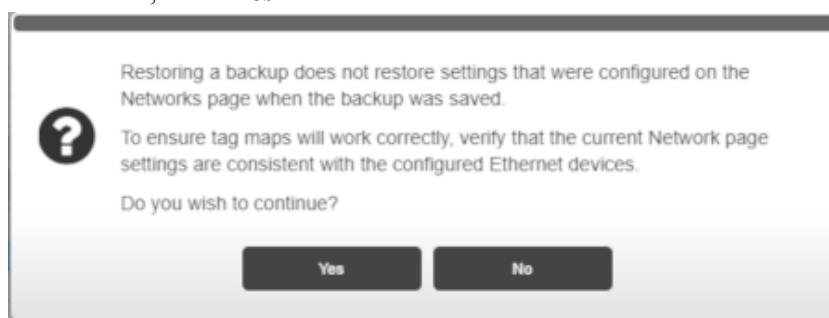 Restoring a backup does not restore settings that were configured on the
Networks page when the backup was saved.
To ensure tag maps will work correctly, verify that the current Network page
settings are consistent with the configured Ethernet devices.
Do you wish to continue?
Yes No